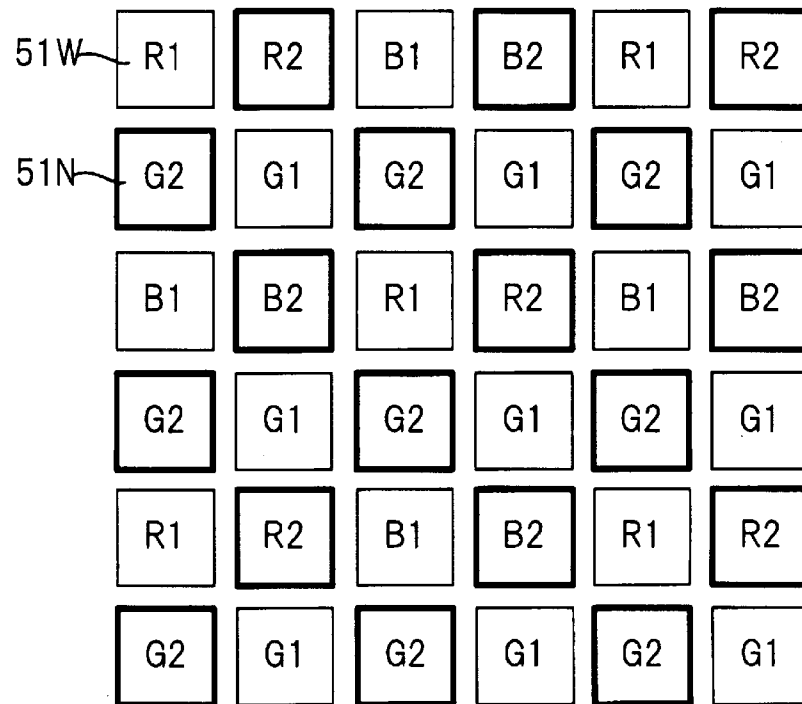 51W R1 R2 B1 B2 R1 R2
51N G2 G1 G2 G1 G2 G1
B1 B2 R1 R2 B1 B2
G2 G1 G2 G1 G2 G1
R1 R2 B1 B2 R1 R2
G2 G1 G2 G1 G2 G1